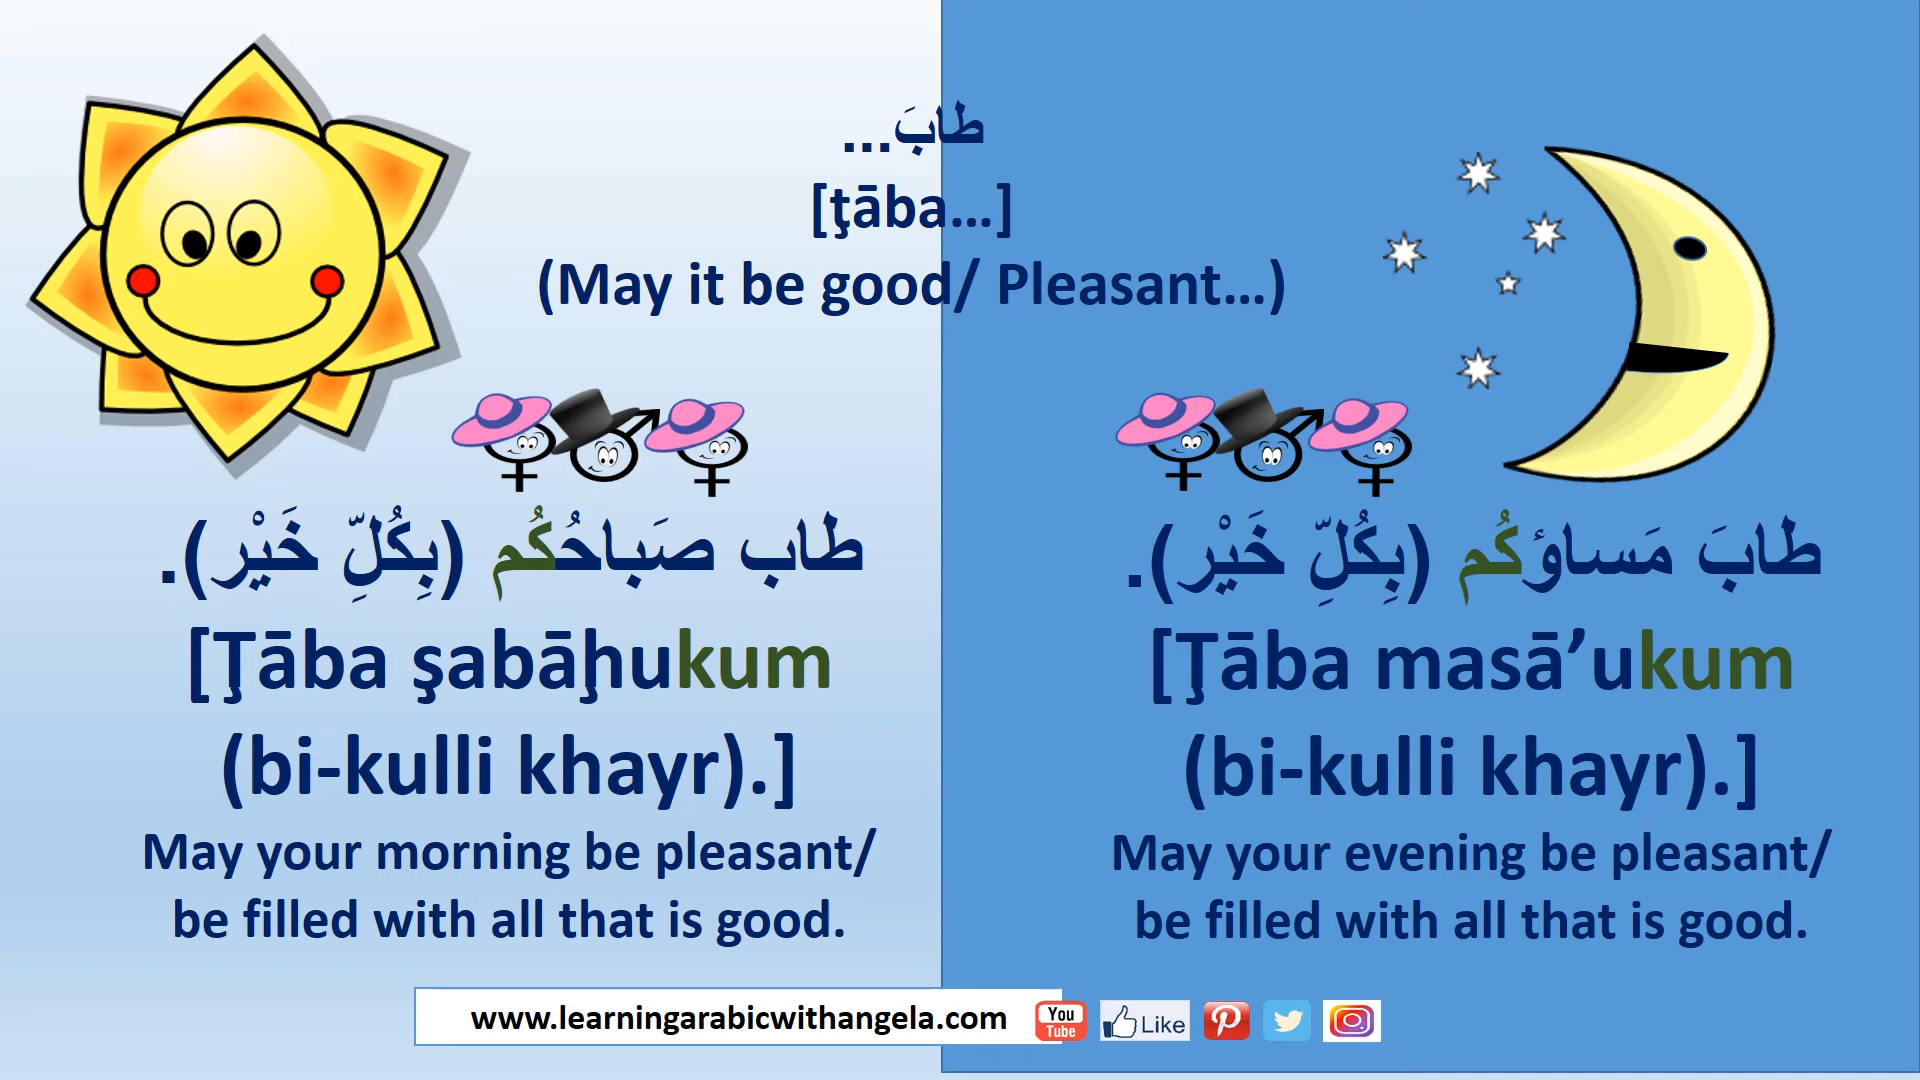 طابَ...
[ţāba…]
(May it be good/ Pleasant…)
طاب صَباحُكُم (بِكُلِّ خَيْر).
[Ţāba şabāḩukum
(bi-kulli khayr).]
May your morning be pleasant/
be filled with all that is good.
طابَ مَساؤكُم (بِكُلِّ خَيْر).
[Ţāba masā’ukum
(bi-kulli khayr).]
May your evening be pleasant/
be filled with all that is good.
www.learningarabicwithangela.com
You
Tube
Like